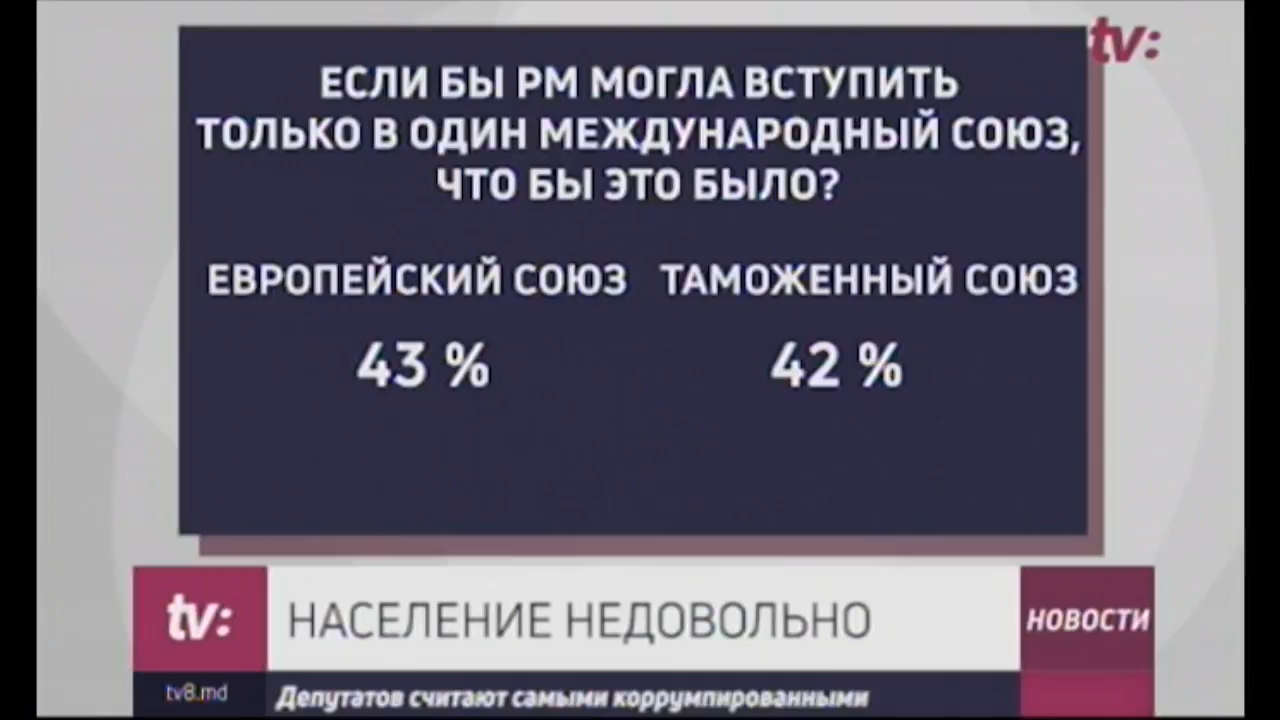 tv:
ЕСЛИ БЫ РМ МОГЛА ВСТУПИТЬ
ТОЛЬКО В ОДИН МЕЖДУНАРОДНЫЙ СОЮЗ,
ЧТО БЫ ЭТО БЫЛО?
ЕВРОПЕЙСКИЙ СОЮЗ ТАМОЖЕННЫЙ СОЮЗ
43 % 42 %
tv: НАСЕЛЕНИЕ НЕДОВОЛЬНО НОВОСТИ
tv8.md Депутатов считают самыми коррумпированными